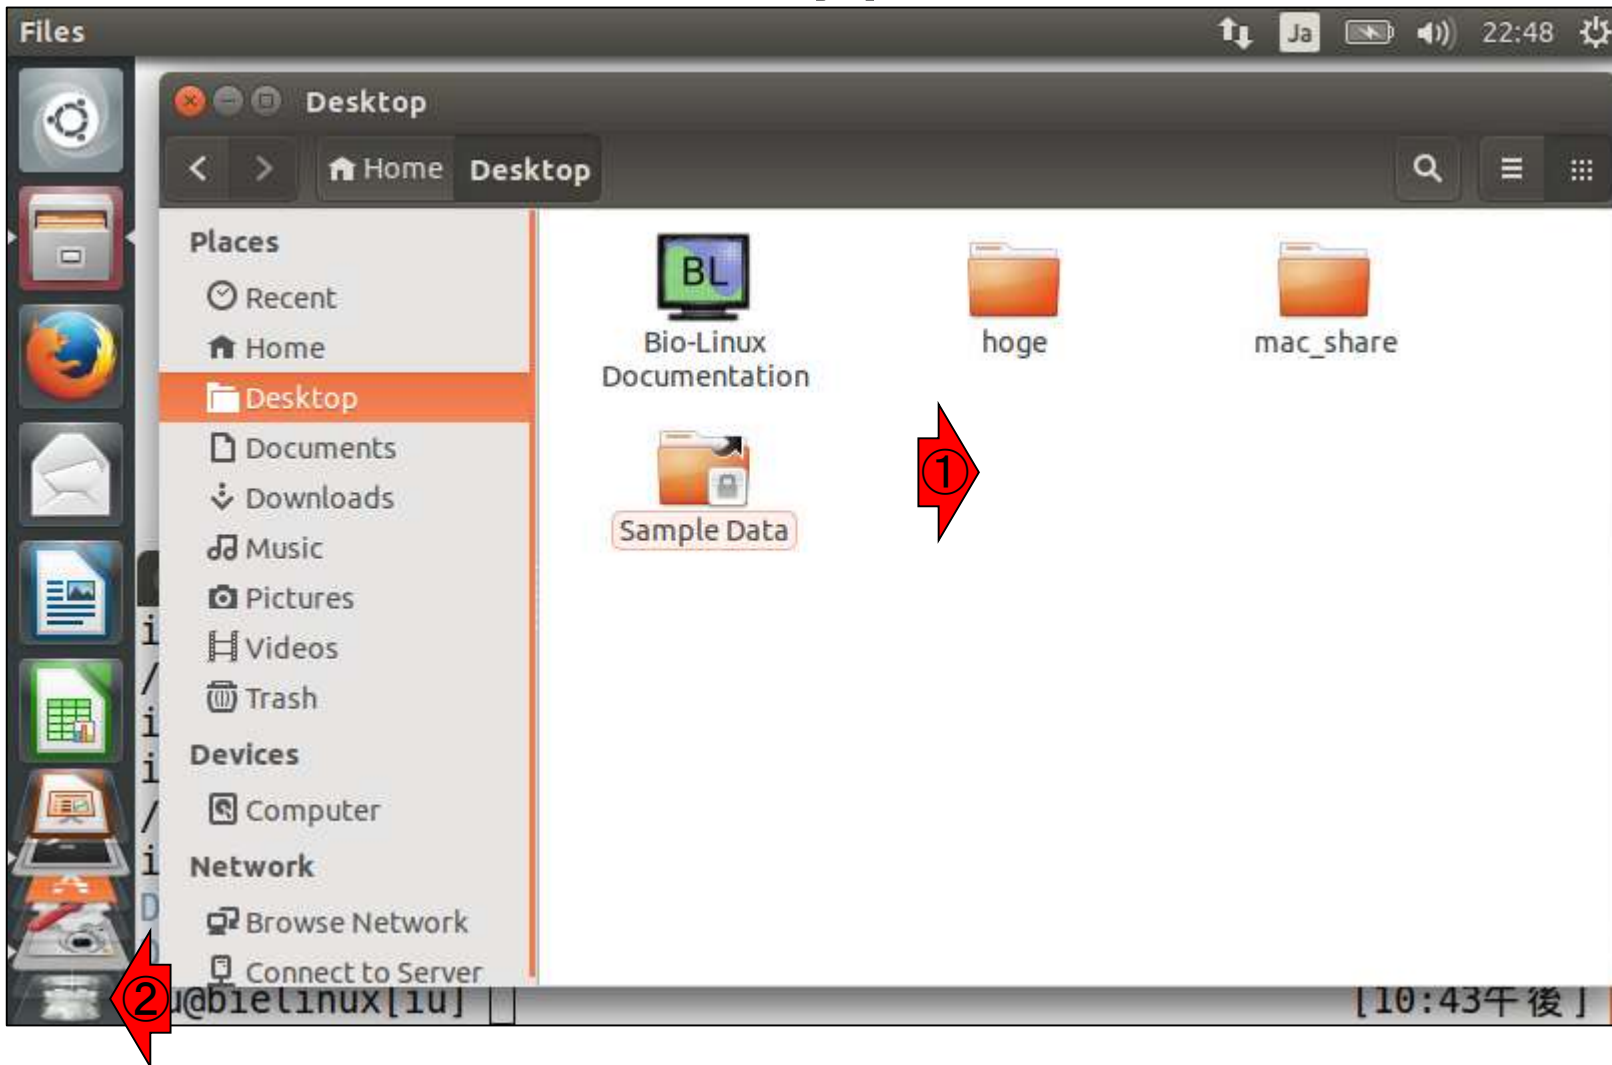 Files
Ja
22:48
Desktop
Home
Desktop
Places
Recent
Home
Desktop
Documents
Downloads
Music
Pictures
Videos
Trash
Devices
Computer
Network
Browse Network
Connect to Server
BL
Bio-Linux
Documentation
hoge
mac_share
Sample Data
①
②
u@bielinux[iu]
[10:43午後]